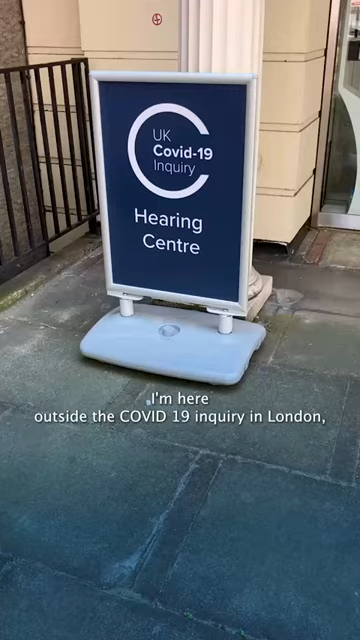 UK
Covid-19
Inquiry
Hearing
Centre
I'm here
outside the COVID 19 inquiry in London,